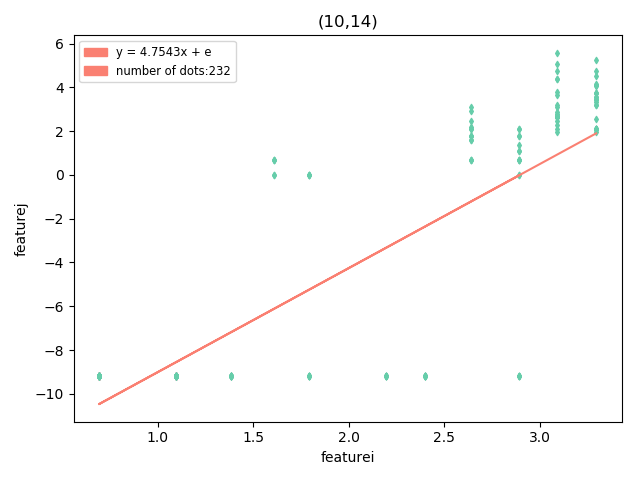 (10,14)
y = 4.7543x + e
number of dots:232
6
4
2
0
−2
−4
−6
−8
−10
featurej
1.0 1.5 2.0 2.5 3.0
featurei